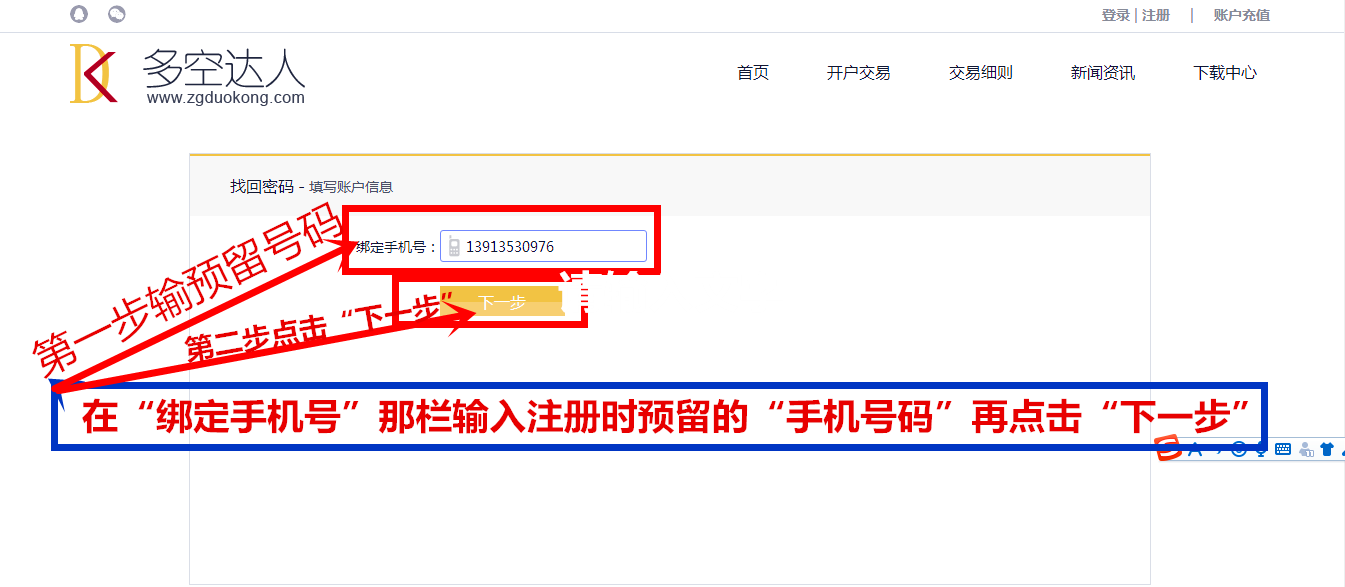 登录 | 注册 | 账户充值
多空达人
www.zgduokong.com
首页 开户交易 交易细则 新闻资讯 下载中心
找回密码 - 填写账户信息
绑定手机号：13913530976
下一步
第一步输预留号码
第二步点击“下一步”
在“绑定手机号”那栏输入注册时预留的“手机号码”再点击“下一步”